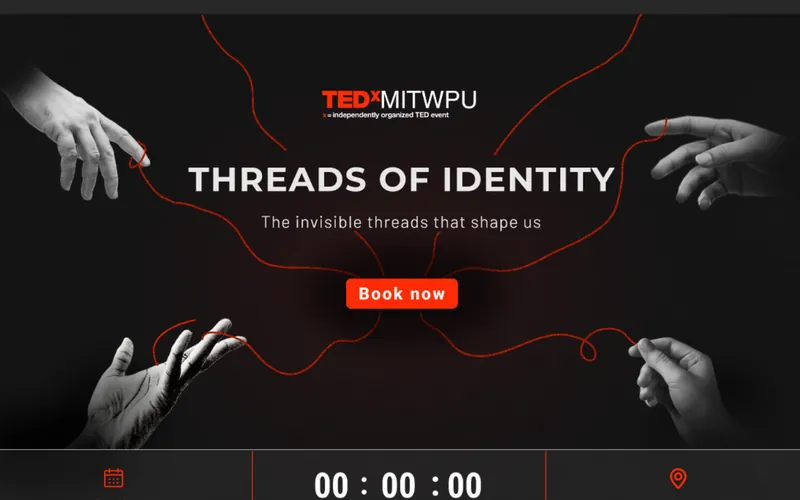 TEDxMITWPU
x = independently organized TED event
THREADS OF IDENTITY
The invisible threads that shape us
Book now
00 : 00 : 00